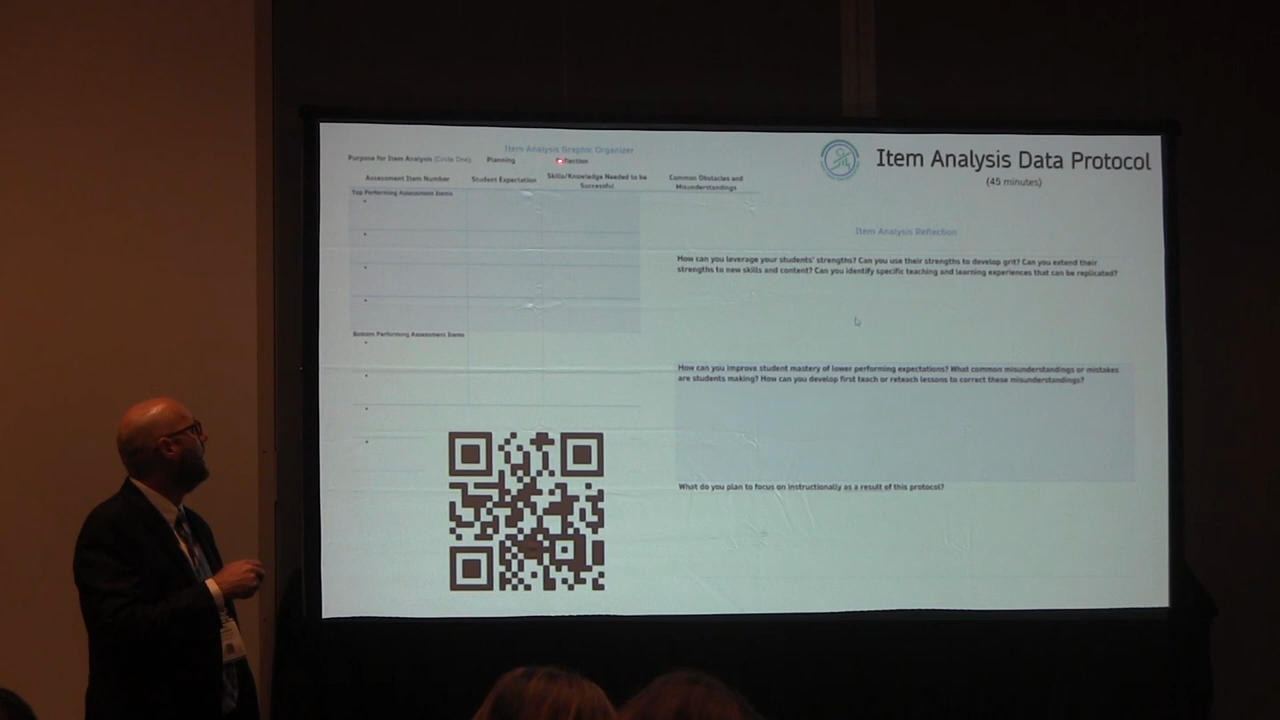 Item Analysis Graphic Organizer
Purpose for Item Analysis (Circle One) Planning flection
Assessment Item Number
Student Expectation
Skills/Knowledge Needed to be
Successful
Common Obstacles and
Misunderstandings
Top Performing Assessment Items
Bottom Performing Assessment Items
Item Analysis Data Protocol
(45 minutes)
Item Analysis Reflection
How can you leverage your students' strengths? Can you use their strengths to develop grit? Can you extend their
strengths to new skills and content? Can you identify specific teaching and learning experiences that can be replicated?
How can you improve student mastery of lower performing expectations? What common misunderstandings or mistakes
are students making? How can you develop first teach or reteach lessons to correct these misunderstandings?
What do you plan to focus on instructionally as a result of this protocol?